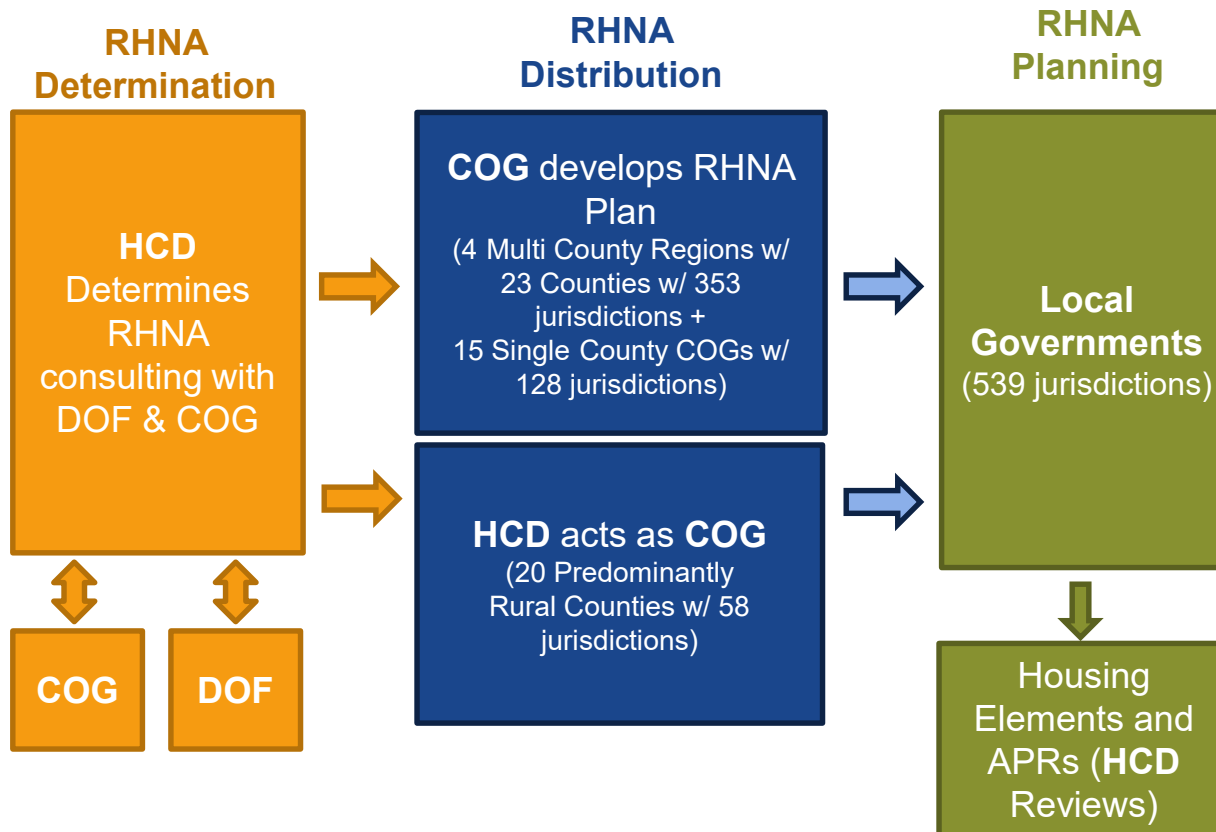 RHNA
Determination
HCD
Determines
RHNA
consulting with
DOF & COG
COG
DOF
RHNA
Distribution
COG develops RHNA
Plan
(4 Multi County Regions w/
23 Counties w/ 353
jurisdictions +
15 Single County COGs w/
128 jurisdictions)
HCD acts as COG
(20 Predominantly
Rural Counties w/ 58
jurisdictions)
RHNA
Planning
Local
Governments
(539 jurisdictions)
Housing
Elements and
APRs (HCD
Reviews)